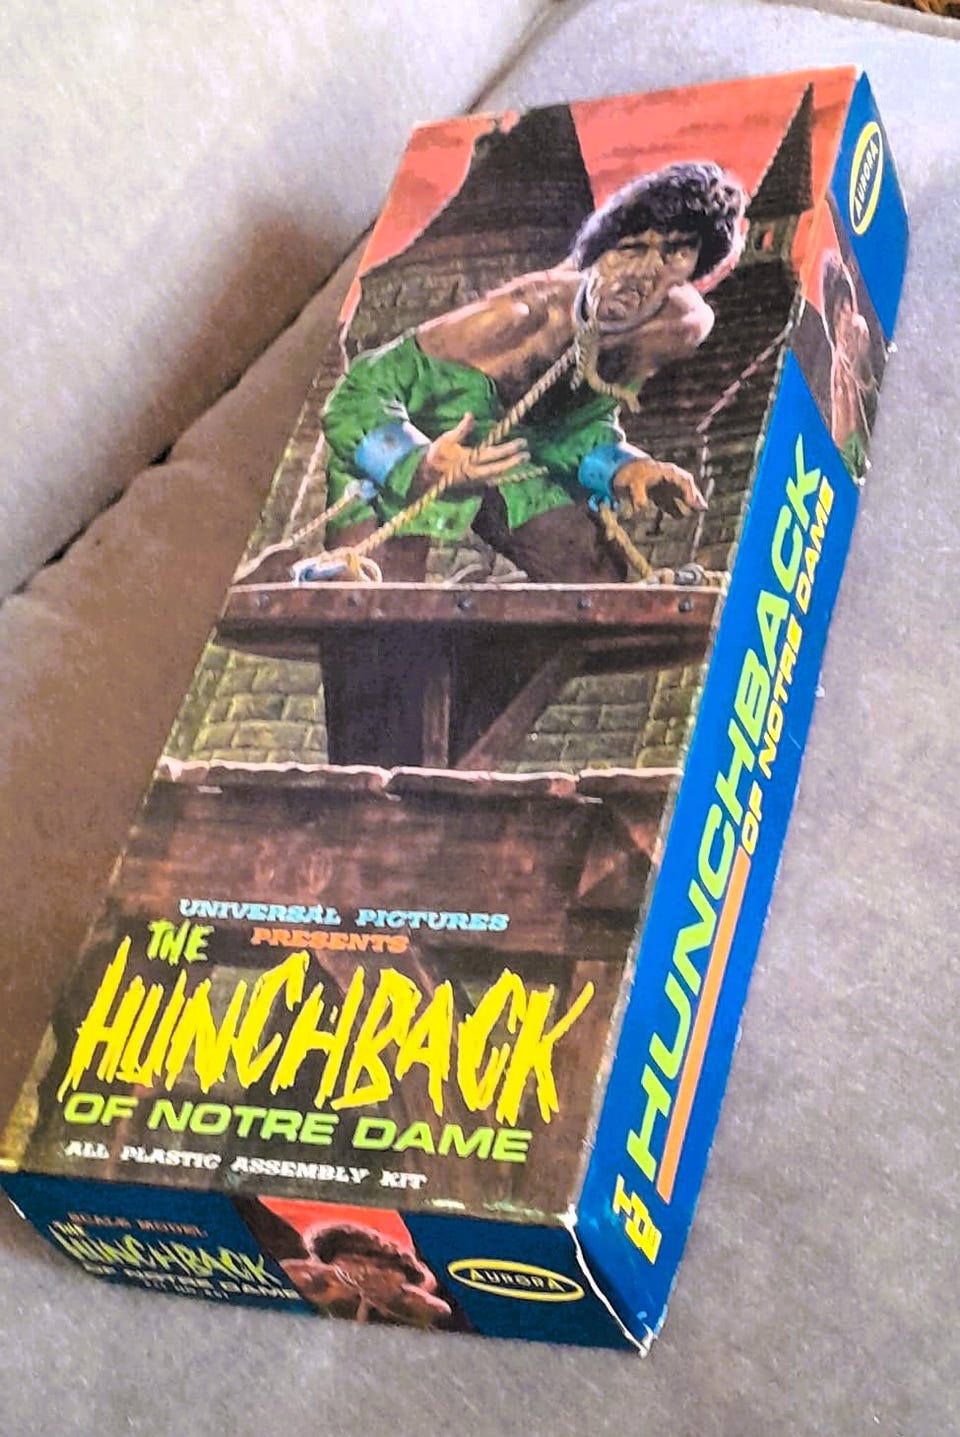 UNIVERSAL PICTURES
PRESENTS
THE
HUNCHBACK
OF NOTRE DAME
ALL PLASTIC ASSEMBLY KIT
SCALE MODEL
THE
HUNCHBACK
OF NOTRE DAME
AURORA
THE
HUNCHBACK
OF NOTRE DAME
AURORA